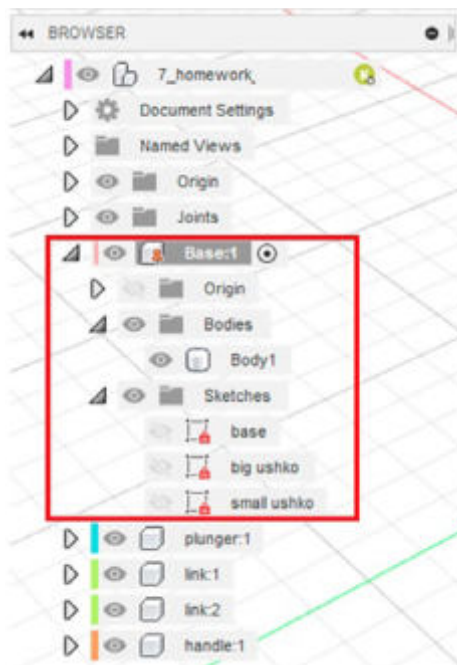 BROWSER
7_homework_
Document Settings
Named Views
Origin
Joints
Base:1
Origin
Bodies
Body1
Sketches
base
big ushko
small ushko
plunger:1
link:1
link:2
handle:1